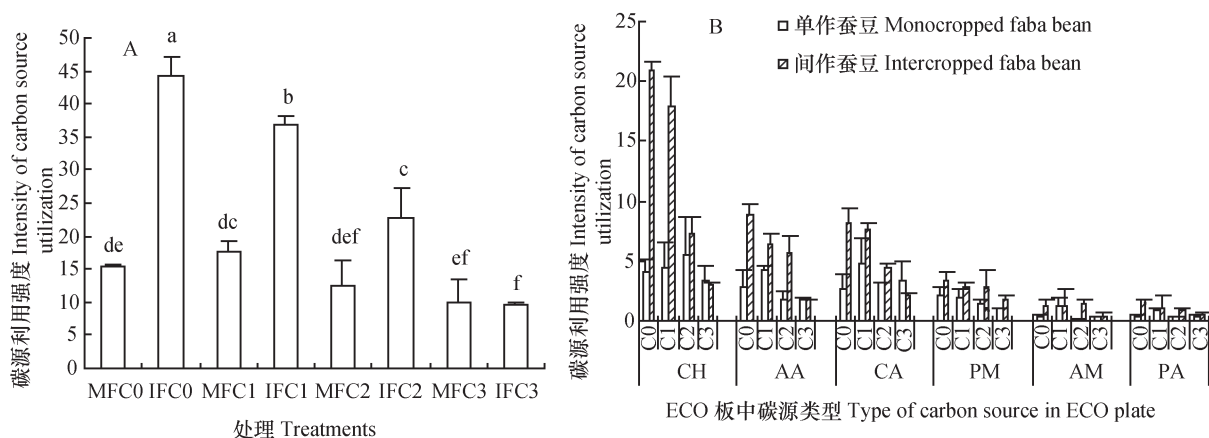 碳源利用强度 Intensity of carbon source
utilization
A
50
45
40
35
30
25
20
15
10
5
0
de
a
dc
b
def
c
ef
f
MFC0 IFC0 MFC1 IFC1 MFC2 IFC2 MFC3 IFC3
处理 Treatments
碳源利用强度 Intensity of carbon source
utilization
B
单作蚕豆 Monocropped faba bean
间作蚕豆 Intercropped faba bean
25
20
15
10
5
0
C0 C1 C2 C3 C0 C1 C2 C3 C0 C1 C2 C3 C0 C1 C2 C3 C0 C1 C2 C3 C0 C1 C2 C3
CH AA CA PM AM PA
ECO 板中碳源类型 Type of carbon source in ECO plate